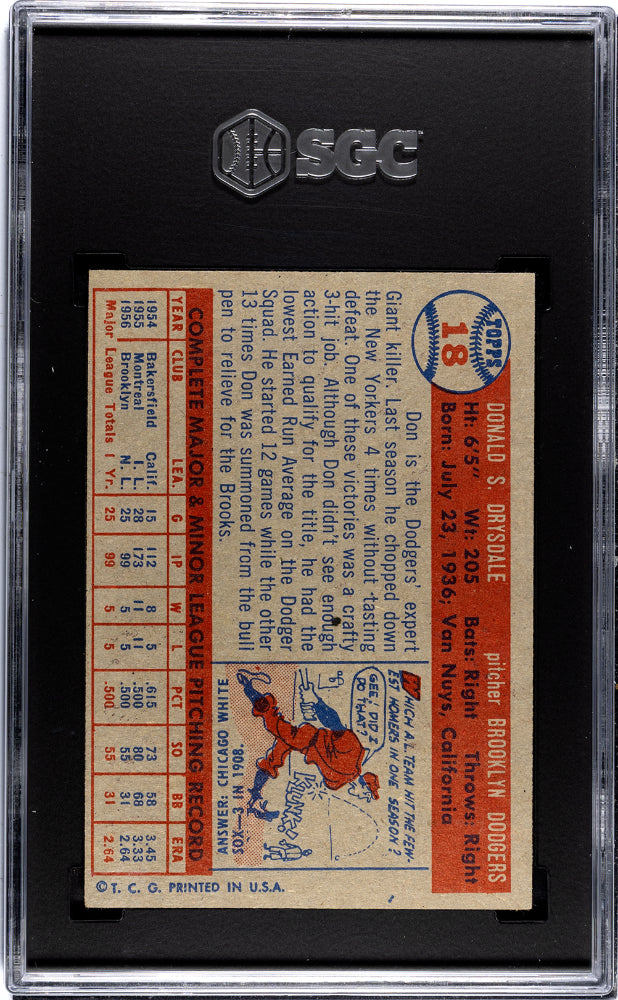 SGC
TOPPS
18
DONALD S. DRYSDALE pitcher BROOKLYN DODGERS
Ht: 6'5" Wt: 205 Bats: Right Throws: Right
Born: July 23, 1936; Van Nuys, California
Don is the Dodgers' expert
Giant killer. Last season he chopped down
the New Yorkers 4 times without tasting
defeat. One of these victories was a crafty
3-hit job. Although Don didn't see enough
action to qualify for the title, he had the
lowest Earned Run Average on the Dodger
Squad. He started 12 games while the other
13 times Don was summoned from the bull
pen to relieve for the Brooks.
WHICH A.L. TEAM HIT THE FEW-
EST HOMERS IN ONE SEASON?
GEE! DID I
DO THAT?
KLUNK!
ANSWER: CHICAGO WHITE
SOX—3 IN 1908.
COMPLETE MAJOR & MINOR LEAGUE PITCHING RECORD
YEAR CLUB LEA. G IP W L PCT SO BB ERA
1954 Bakersfield Calif. 15 112 8 5 .615 73 58 3.45
1955 Montreal I. L. 28 173 11 11 .500 80 68 3.33
1956 Brooklyn N. L. 25 99 5 5 .500 55 31 2.64
Major League Totals 1 Yr. 25 99 5 5 .500 55 31 2.64
© T. C. G. PRINTED IN U.S.A.